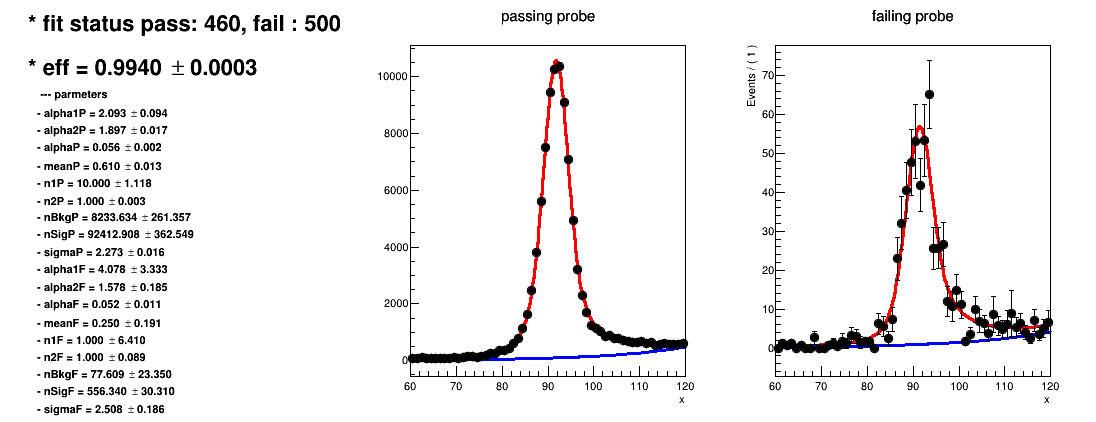 * fit status pass: 460, fail : 500
* eff = 0.9940 ± 0.0003
--- parmeters
- alpha1P = 2.093 ± 0.094
- alpha2P = 1.897 ± 0.017
- alphaP = 0.056 ± 0.002
- meanP = 0.610 ± 0.013
- n1P = 10.000 ± 1.118
- n2P = 1.000 ± 0.003
- nBkgP = 8233.634 ± 261.357
- nSigP = 92412.908 ± 362.549
- sigmaP = 2.273 ± 0.016
- alpha1F = 4.078 ± 3.333
- alpha2F = 1.578 ± 0.185
- alphaF = 0.052 ± 0.011
- meanF = 0.250 ± 0.191
- n1F = 1.000 ± 6.410
- n2F = 1.000 ± 0.089
- nBkgF = 77.609 ± 23.350
- nSigF = 556.340 ± 30.310
- sigmaF = 2.508 ± 0.186
passing probe
10000
8000
6000
4000
2000
0
60 70 80 90 100 110 120
x
failing probe
Events / ( 1 )
70
60
50
40
30
20
10
0
60 70 80 90 100 110 120
x